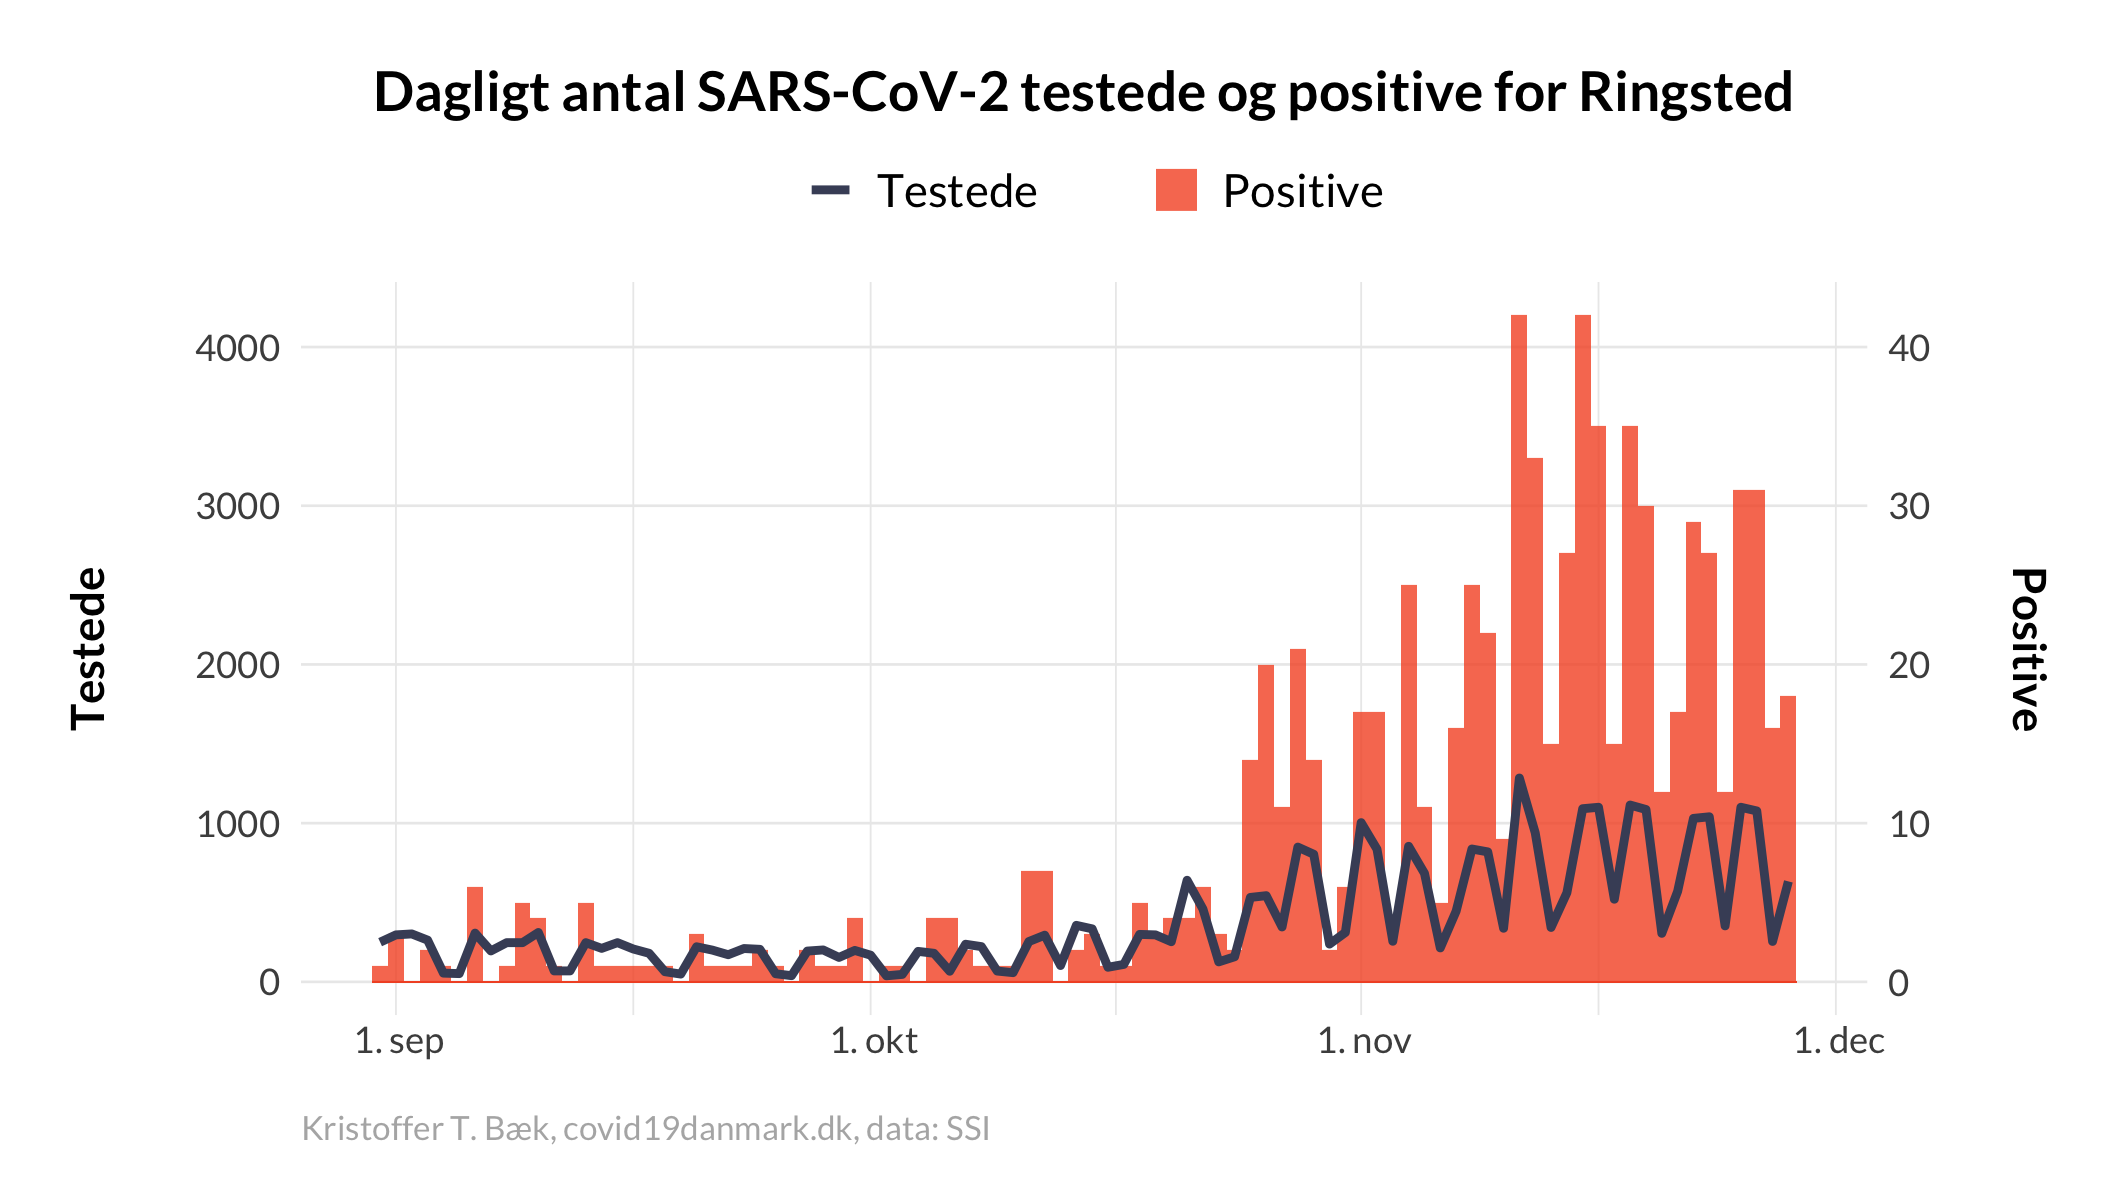 Dagligt antal SARS-CoV-2 testede og positive for Ringsted
Testede
Positive
4000
3000
2000
1000
0
40
30
20
10
0
Testede
Positive
1. sep
1. okt
1. nov
1. dec
Kristoffer T. Bæk, covid19danmark.dk, data: SSI